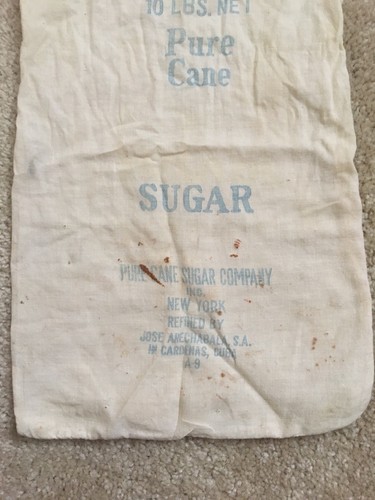 10 LBS. NET
Pure
Cane
SUGAR
PURE CANE SUGAR COMPANY
INC.
NEW YORK
REFINED BY
JOSE ARECHABALA, S.A.
IN CARDENAS, CUBA
A-9